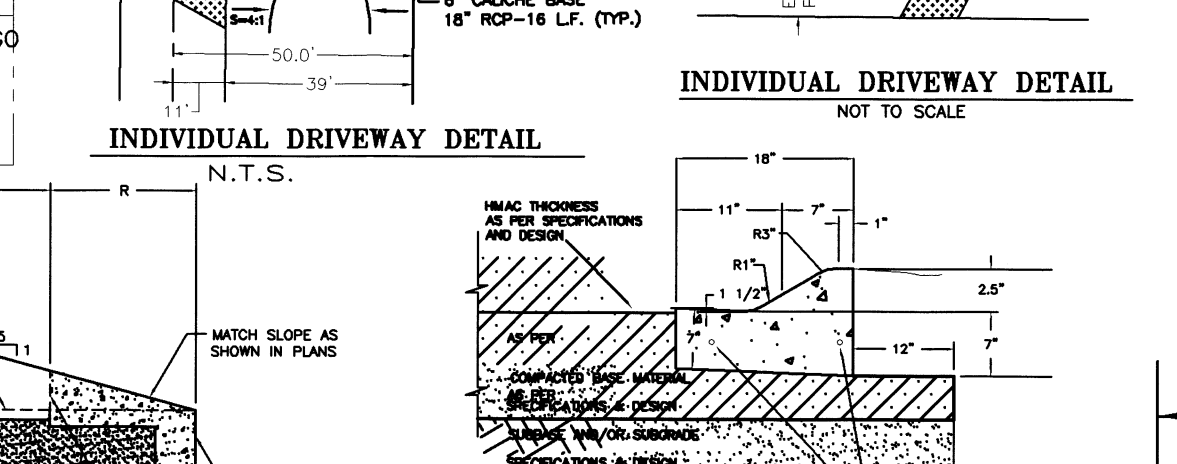 6" CALICHE BASE
S=4:1
18" RCP-16 L.F. (TYP.)
50.0'
39'
11'
INDIVIDUAL DRIVEWAY DETAIL
N.T.S.
INDIVIDUAL DRIVEWAY DETAIL
NOT TO SCALE
R
1
MATCH SLOPE AS
SHOWN IN PLANS
18"
11"
7"
1"
HMAC THICKNESS
AS PER SPECIFICATIONS
AND DESIGN
R3"
R1"
1 1/2"
2.5"
7"
7"
12"
AS PER
COMPACTED BASE MATERIAL
AS PER
SPECIFICATIONS & DESIGN
SUBBASE AND/OR SUBGRADE
SPECIFICATIONS & DESIGN